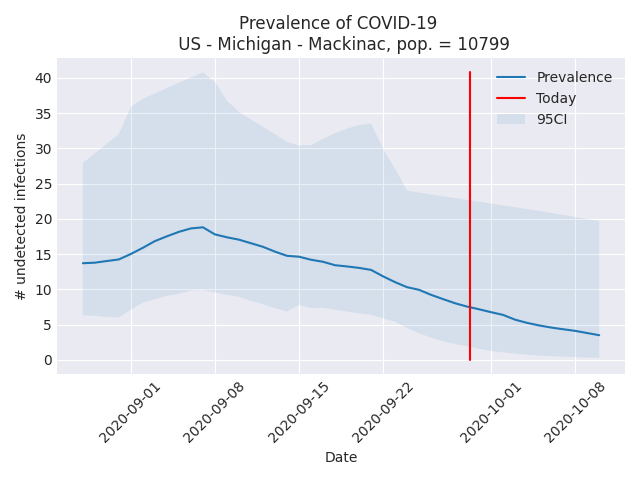 Prevalence of COVID-19
US - Michigan - Mackinac, pop. = 10799
# undetected infections
40
35
30
25
20
15
10
5
0
Prevalence
Today
95CI
2020-09-01
2020-09-08
2020-09-15
2020-09-22
2020-10-01
2020-10-08
Date